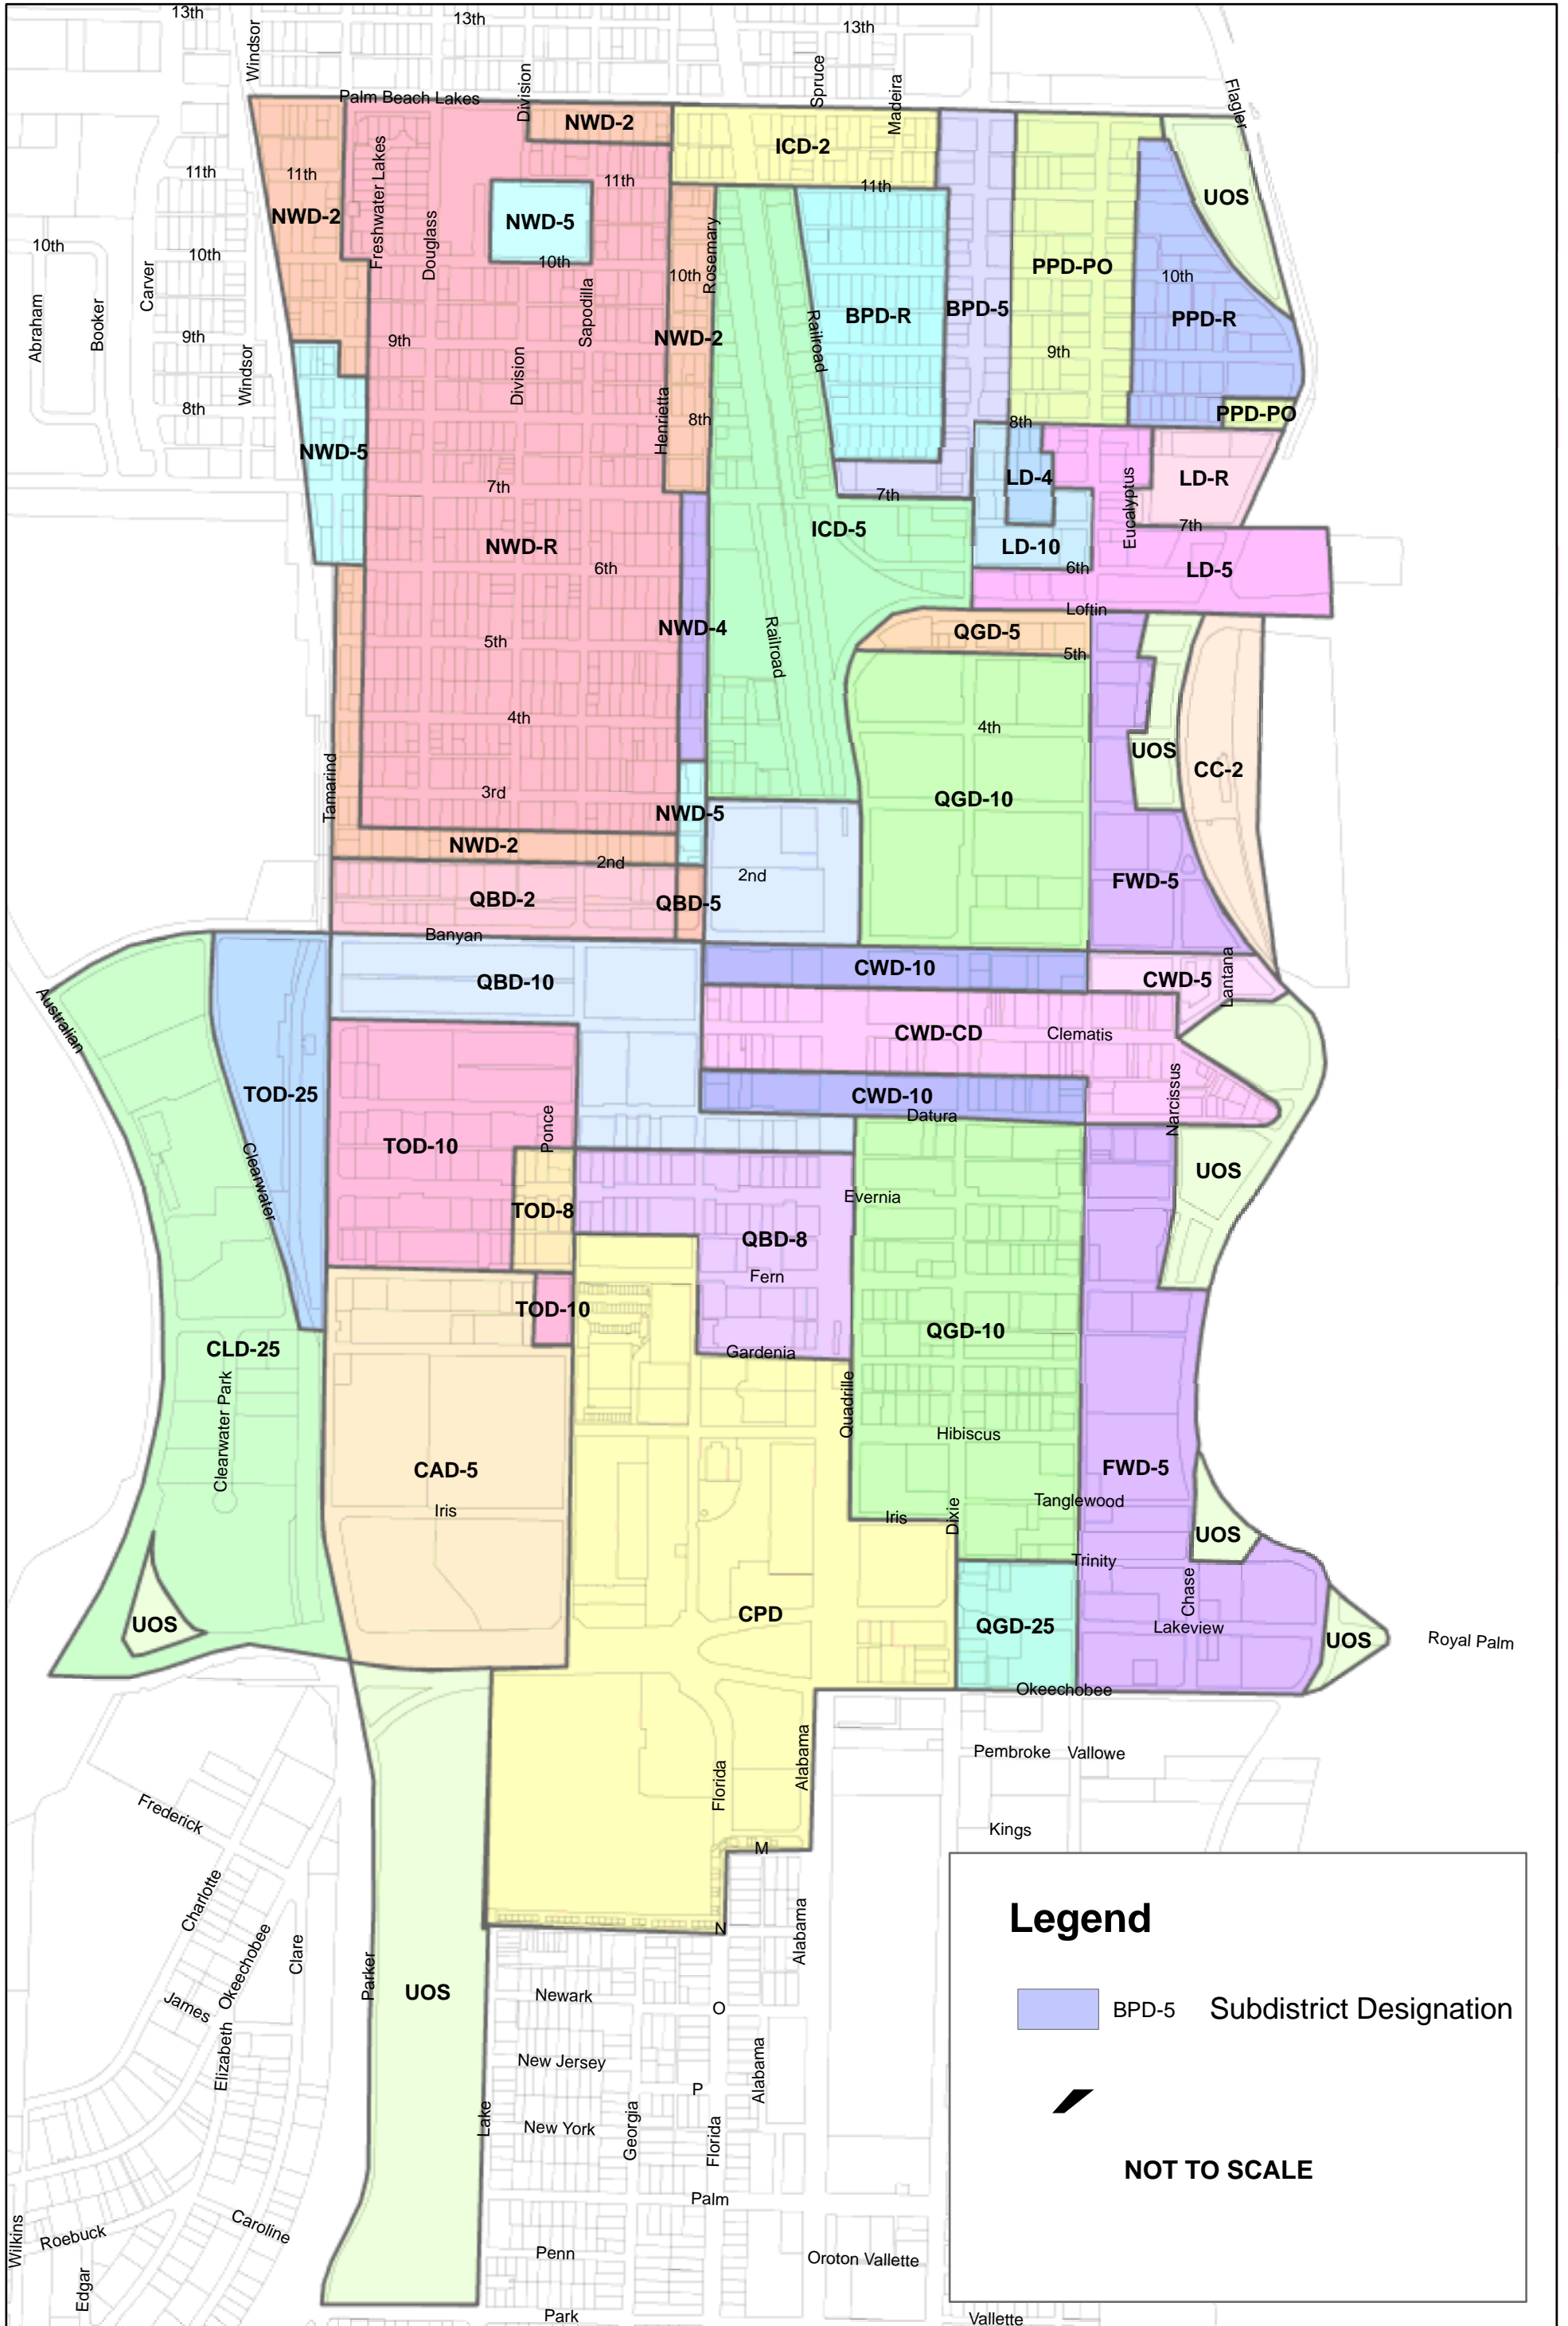 13th
13th
13th
Windsor
Spruce
Madeira
Division
Flagler
Palm Beach Lakes
NWD-2
ICD-2
11th
11th
11th
11th
Freshwater Lakes
UOS
NWD-2
NWD-5
Douglass
Rosemary
10th
10th
10th
10th
10th
PPD-PO
Abraham
Booker
Carver
Sapodilla
BPD-R
BPD-5
PPD-R
Railroad
9th
9th
NWD-2
9th
Windsor
Division
8th
Henrietta
8th
8th
PPD-PO
NWD-5
LD-4
LD-R
7th
7th
Eucalyptus
7th
ICD-5
NWD-R
LD-10
6th
6th
LD-5
Loftin
NWD-4
QGD-5
5th
5th
Railroad
4th
4th
UOS
CC-2
Tamarind
3rd
QGD-10
NWD-5
NWD-2
2nd
2nd
FWD-5
QBD-2
QBD-5
Banyan
CWD-10
QBD-10
CWD-5
Lantana
Australian
CWD-CD
Clematis
TOD-25
CWD-10
Narcissus
Datura
TOD-10
Ponce
Clearwater
UOS
Evernia
TOD-8
QBD-8
Fern
TOD-10
QGD-10
CLD-25
Gardenia
Clearwater Park
Quadrille
Hibiscus
CAD-5
FWD-5
Iris
Iris
Dixie
Tanglewood
UOS
Trinity
Chase
UOS
CPD
QGD-25
Lakeview
UOS
Royal Palm
Okeechobee
Florida
Alabama
Pembroke
Vallowe
Frederick
Kings
M
Charlotte
Alabama
N
Legend
Okeechobee
Clare
Parker
UOS
Newark
O
BPD-5 Subdistrict Designation
James
Elizabeth
New Jersey
Alabama
P
Lake
New York
Georgia
Florida
NOT TO SCALE
Palm
Wilkins
Roebuck
Caroline
Penn
Oroton Vallette
Edgar
Park
Vallette